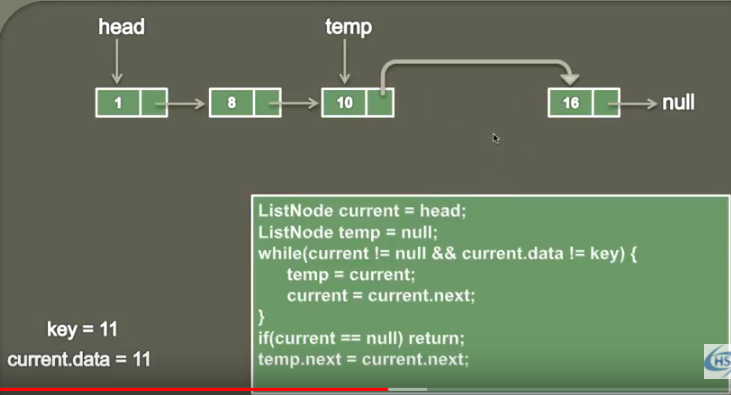 head temp
1 8 10 16 null
ListNode current = head;
ListNode temp = null;
while(current != null && current.data != key) {
temp = current;
current = current.next;
}
if(current == null) return;
temp.next = current.next;
key = 11
current.data = 11
HS